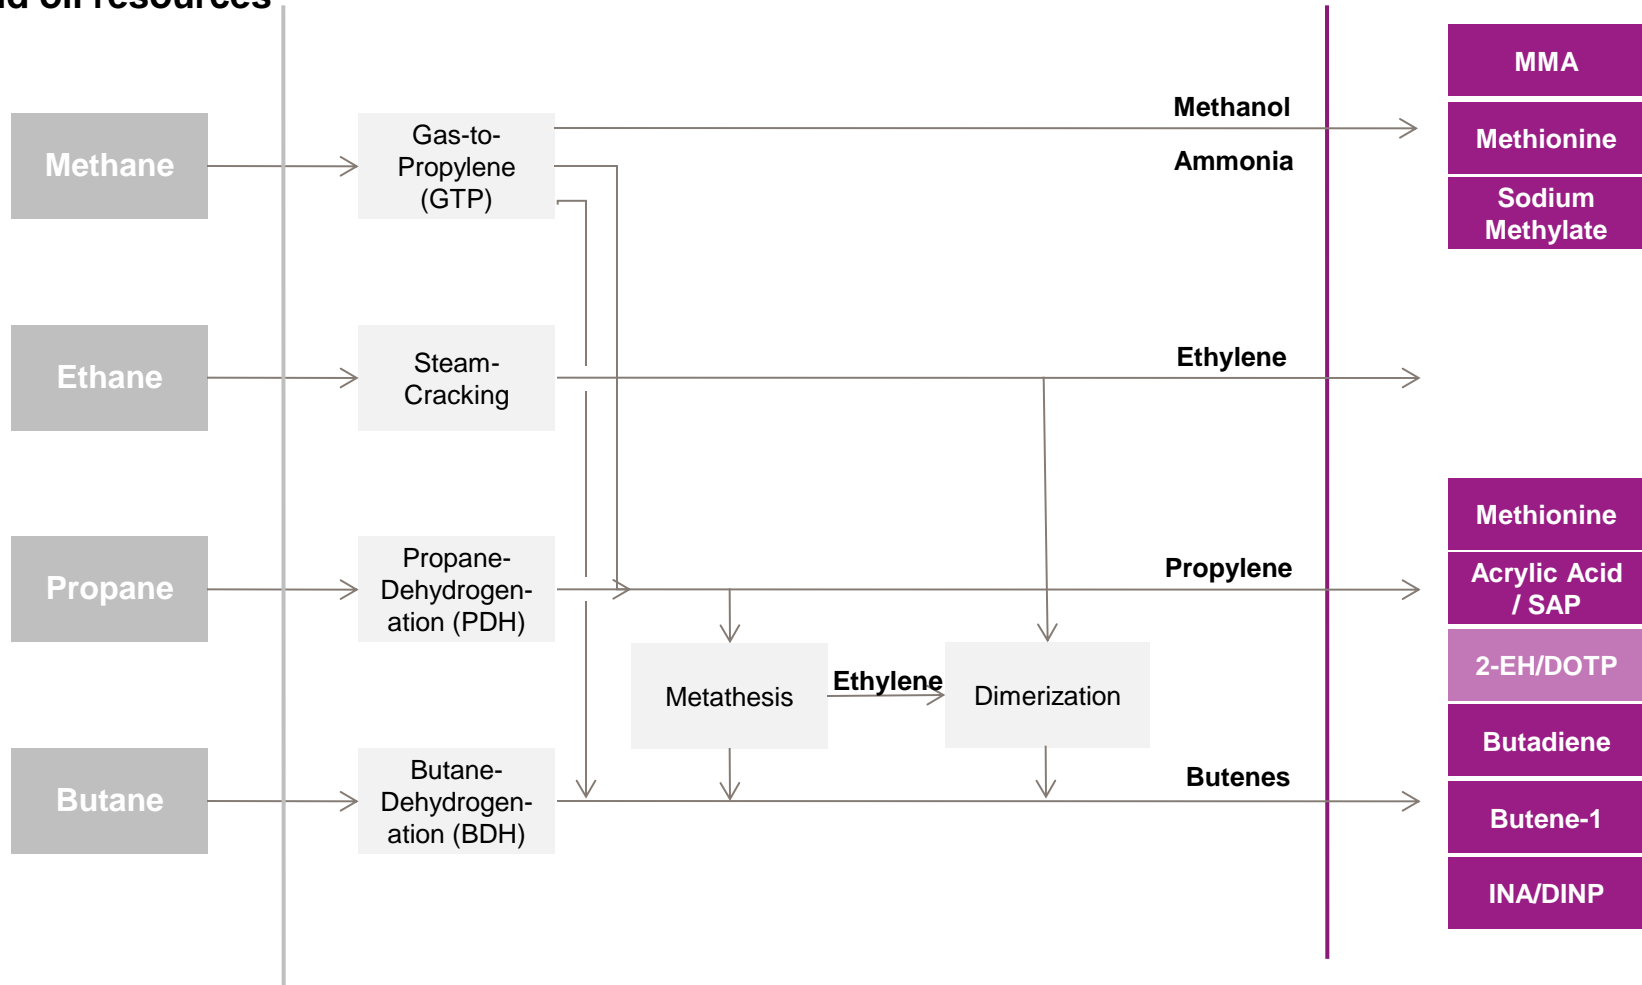 oil resources
MMA
Methanol
Methane
Gas-to-
Propylene
(GTP)
Methionine
Ammonia
Sodium
Methylate
Ethane
Steam-
Cracking
Ethylene
Methionine
Propane
Propane-
Dehydrogen-
ation (PDH)
Propylene
Acrylic Acid
/ SAP
Metathesis
Ethylene
Dimerization
2-EH/DOTP
Butadiene
Butane
Butane-
Dehydrogen-
ation (BDH)
Butenes
Butene-1
INA/DINP